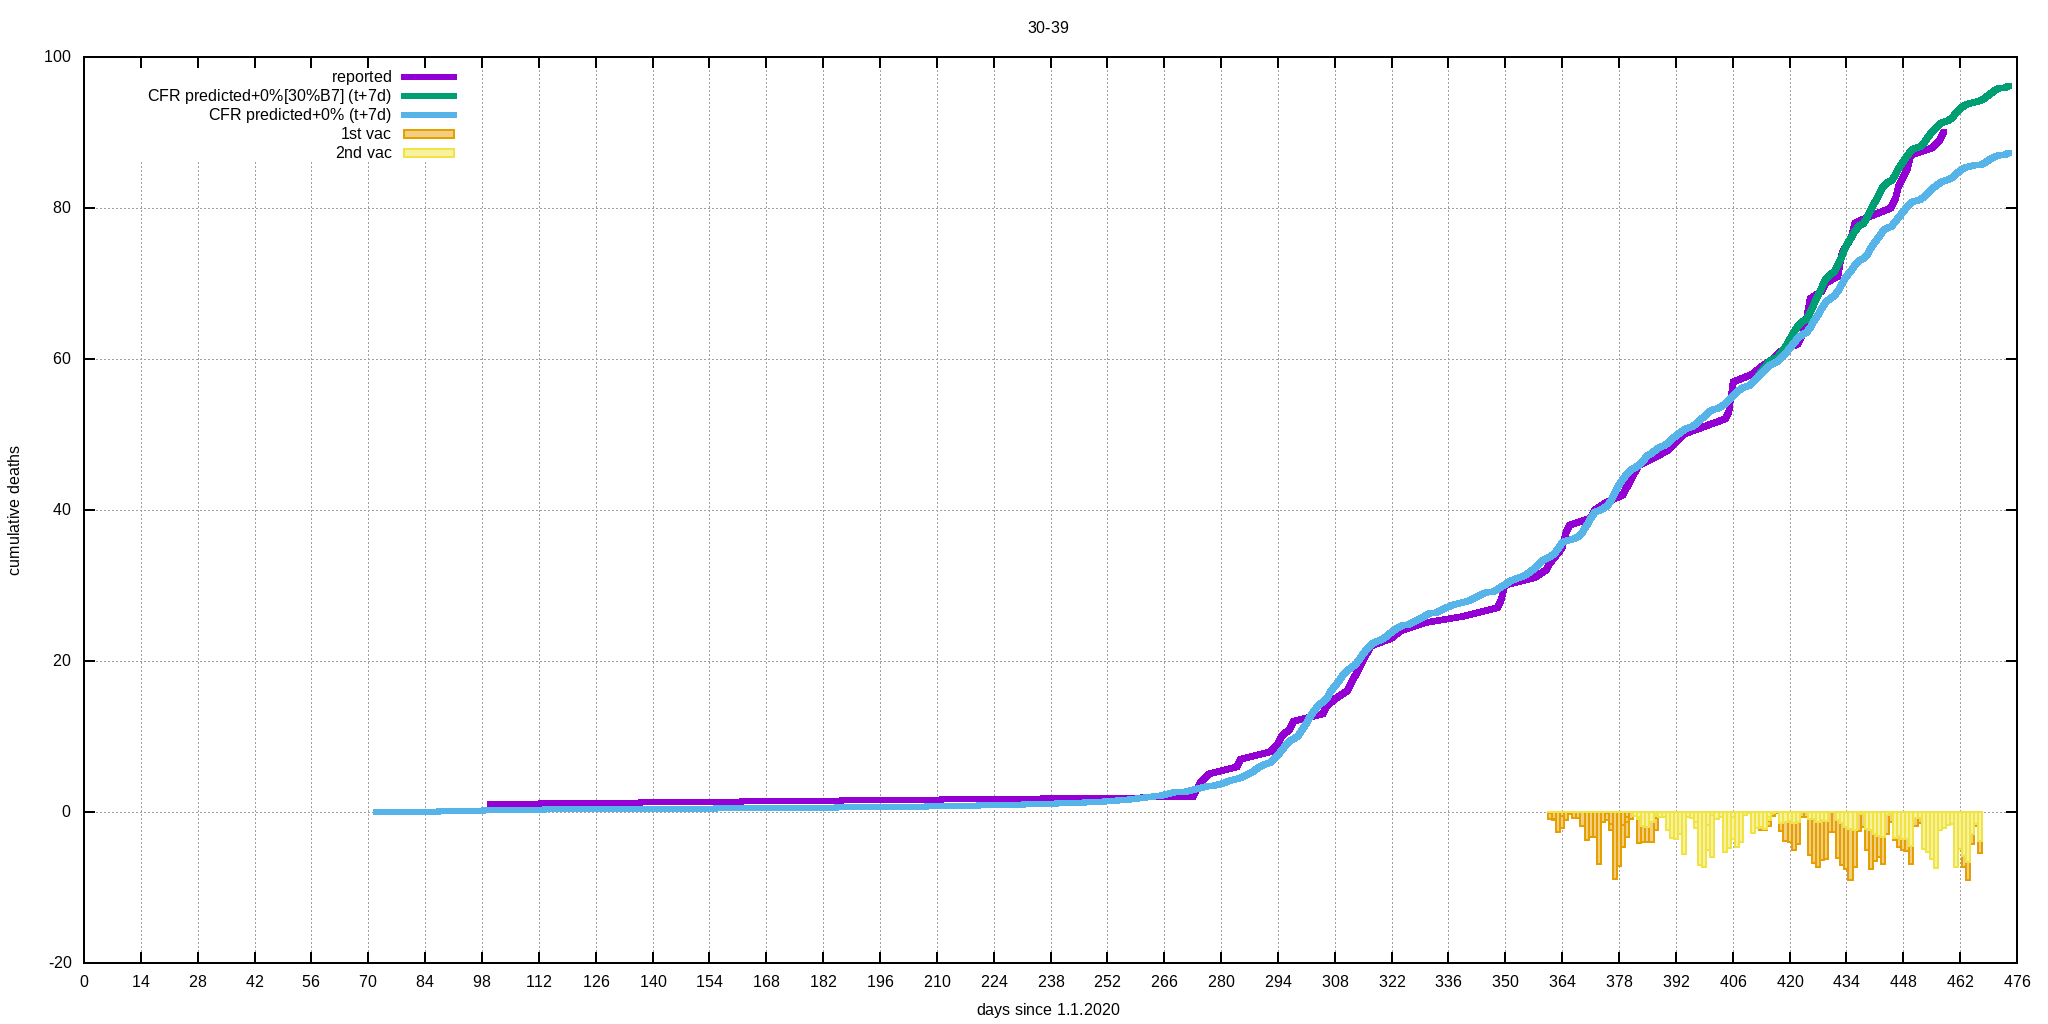 30-39
100
80
60
40
20
0
-20
cumulative deaths
reported
CFR predicted+0%[30%B7] (t+7d)
CFR predicted+0% (t+7d)
1st vac
2nd vac
0 14 28 42 56 70 84 98 112 126 140 154 168 182 196 210 224 238 252 266 280 294 308 322 336 350 364 378 392 406 420 434 448 462 476
days since 1.1.2020